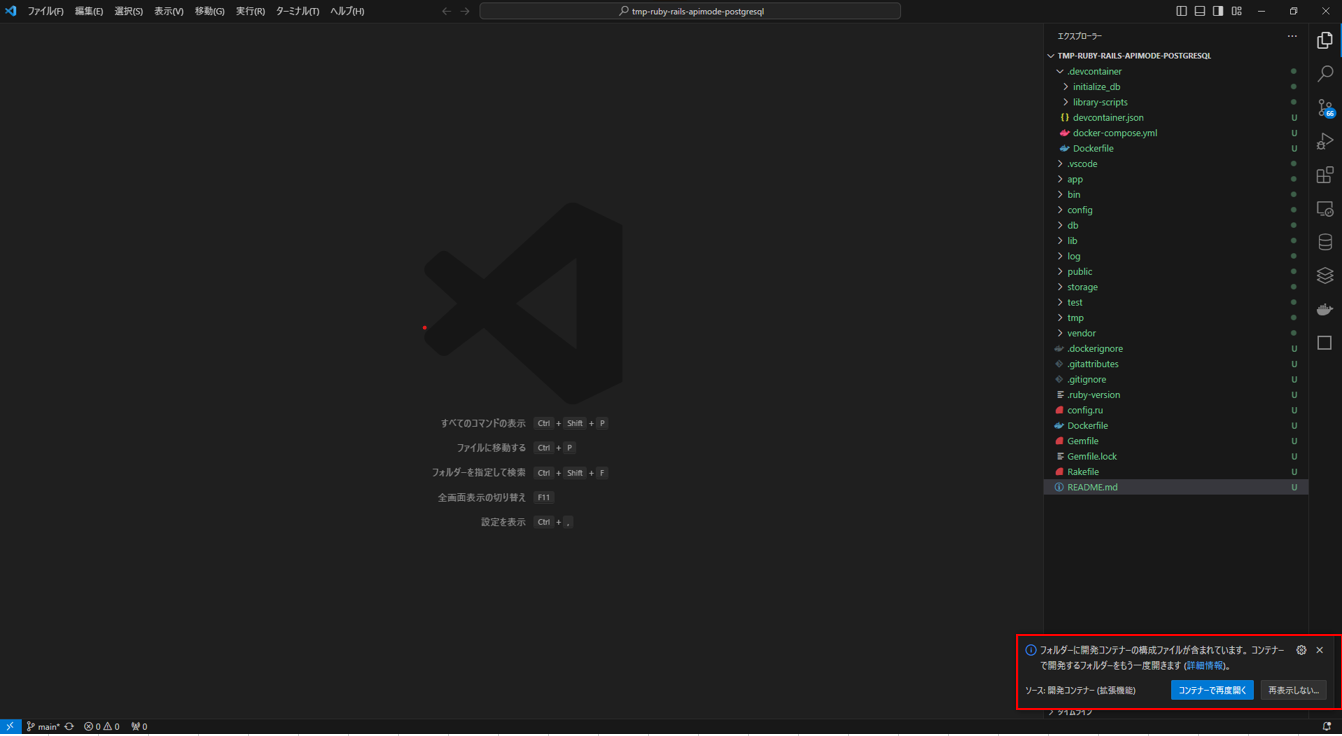 ファイル(F) 編集(E) 選択(S) 表示(V) 移動(G) 実行(R) ターミナル(T) ヘルプ(H)
tmp-ruby-rails-apimode-postgresql
すべてのコマンドの表示 Ctrl + Shift + P
ファイルに移動する Ctrl + P
フォルダーを指定して検索 Ctrl + Shift + F
全画面表示の切り替え F11
設定を表示 Ctrl + ,
エクスプローラー
TMP-RUBY-RAILS-APIMODE-POSTGRESQL
.devcontainer
initialize_db
library-scripts
devcontainer.json U
docker-compose.yml U
Dockerfile U
.vscode
app
bin
config
db
lib
log
public
storage
test
tmp
vendor
.dockerignore U
.gitattributes U
.gitignore U
.ruby-version U
config.ru U
Dockerfile U
Gemfile U
Gemfile.lock U
Rakefile U
README.md U
66
フォルダーに開発コンテナーの構成ファイルが含まれています。コンテナー
で開発するフォルダーをもう一度開きます (詳細情報)。
ソース: 開発コンテナー (拡張機能) コンテナーで再度開く 再表示しない...
タイムライン
main* 0 0 0